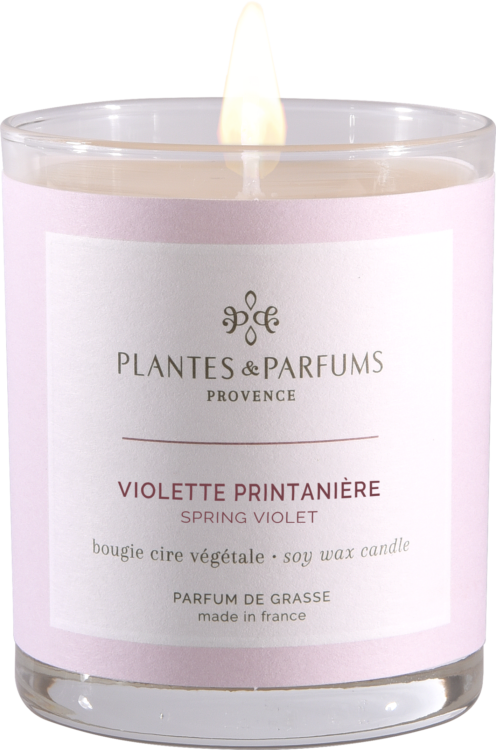 PLANTES & PARFUMS
PROVENCE
VIOLETTE PRINTANIÈRE
SPRING VIOLET
bougie cire végétale • soy wax candle
PARFUM DE GRASSE
made in france